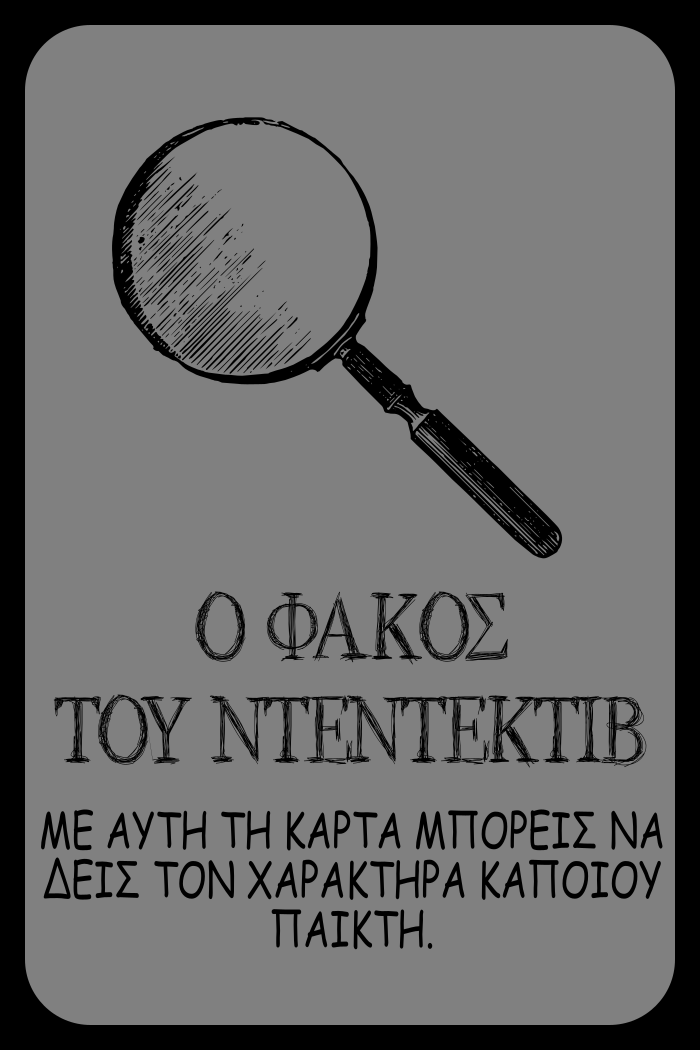 Ο ΦΑΚΟΣ
ΤΟΥ ΝΤΕΝΤΕΚΤΙΒ
ΜΕ ΑΥΤΗ ΤΗ ΚΑΡΤΑ ΜΠΟΡΕΙΣ ΝΑ
ΔΕΙΣ ΤΟΝ ΧΑΡΑΚΤΗΡΑ ΚΑΠΟΙΟΥ
ΠΑΙΚΤΗ.